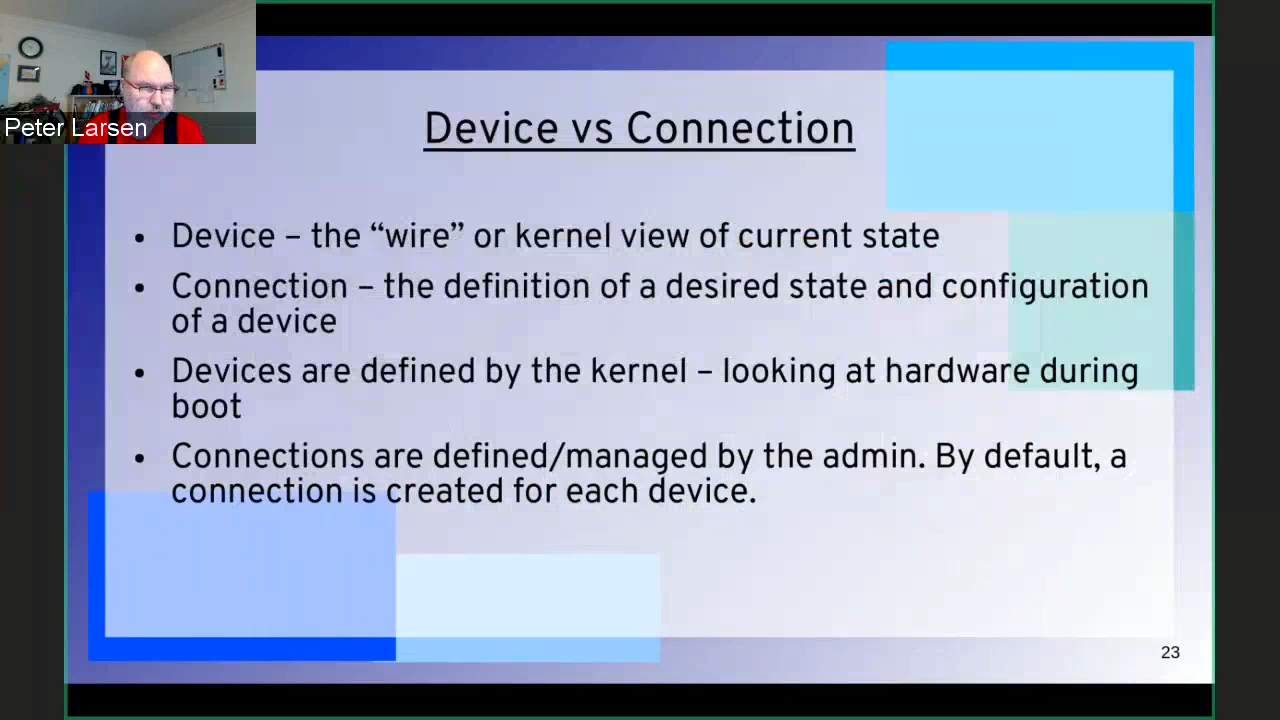 Peter Larsen
Device vs Connection
• Device – the “wire” or kernel view of current state
• Connection – the definition of a desired state and configuration
of a device
• Devices are defined by the kernel – looking at hardware during
boot
• Connections are defined/managed by the admin. By default, a
connection is created for each device.
23